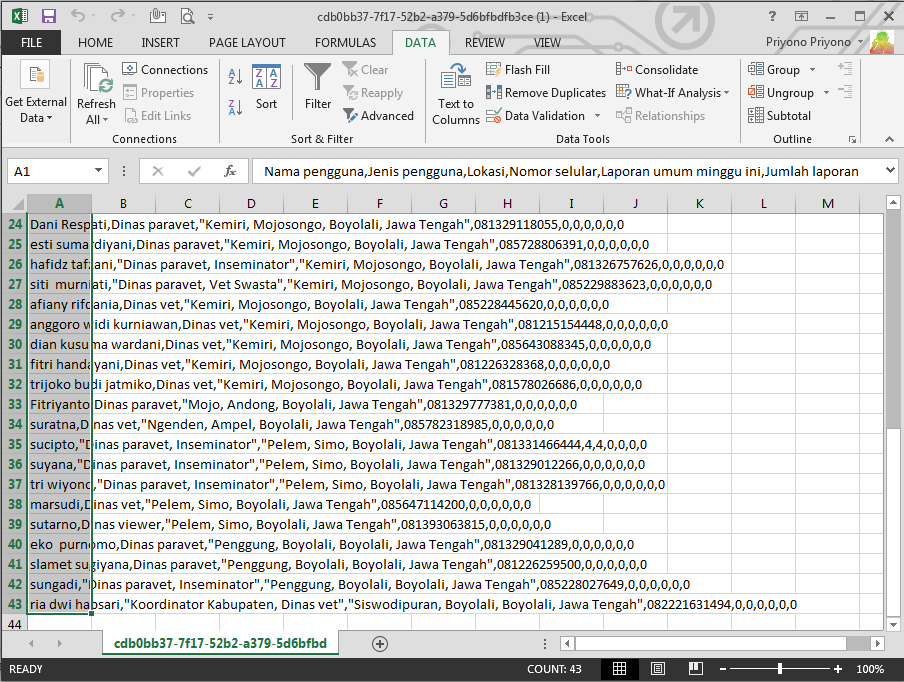 cdb0bb37-7f17-52b2-a379-5d6bfbdfb3ce (1) - Excel
FILE HOME INSERT PAGE LAYOUT FORMULAS DATA REVIEW VIEW Priyono Priyono
Get External Data
Refresh All
Connections
Properties
Edit Links
Connections
Sort
Filter
Clear
Reapply
Advanced
Sort & Filter
Text to Columns
Flash Fill
Remove Duplicates
Data Validation
Consolidate
What-If Analysis
Relationships
Data Tools
Group
Ungroup
Subtotal
Outline
A1 fx Nama pengguna,Jenis pengguna,Lokasi,Nomor selular,Laporan umum minggu ini,Jumlah laporan
A B C D E F G H I J K L M
24 Dani Respati,Dinas paravet,"Kemiri, Mojosongo, Boyolali, Jawa Tengah",081329118055,0,0,0,0,0,0
25 esti sumardiyani,Dinas paravet,"Kemiri, Mojosongo, Boyolali, Jawa Tengah",085728806391,0,0,0,0,0,0
26 hafidz tafzani,"Dinas paravet, Inseminator","Kemiri, Mojosongo, Boyolali, Jawa Tengah",081326757626,0,0,0,0,0,0
27 siti  murniati,"Dinas paravet, Vet Swasta","Kemiri, Mojosongo, Boyolali, Jawa Tengah",085229883623,0,0,0,0,0,0
28 afiany rifdania,Dinas vet,"Kemiri, Mojosongo, Boyolali, Jawa Tengah",085228445620,0,0,0,0,0,0
29 anggoro widi kurniawan,Dinas vet,"Kemiri, Mojosongo, Boyolali, Jawa Tengah",081215154448,0,0,0,0,0,0
30 dian kusuma wardani,Dinas vet,"Kemiri, Mojosongo, Boyolali, Jawa Tengah",085643088345,0,0,0,0,0,0
31 fitri handayani,Dinas vet,"Kemiri, Mojosongo, Boyolali, Jawa Tengah",081226328368,0,0,0,0,0,0
32 trijoko budi jatmiko,Dinas vet,"Kemiri, Mojosongo, Boyolali, Jawa Tengah",081578026686,0,0,0,0,0,0
33 Fitriyanto,Dinas paravet,"Mojo, Andong, Boyolali, Jawa Tengah",081329777381,0,0,0,0,0,0
34 suratna,Dinas vet,"Ngenden, Ampel, Boyolali, Jawa Tengah",085782318985,0,0,0,0,0,0
35 sucipto,"Dinas paravet, Inseminator","Pelem, Simo, Boyolali, Jawa Tengah",081331466444,4,4,0,0,0,0
36 suyana,"Dinas paravet, Inseminator","Pelem, Simo, Boyolali, Jawa Tengah",081329012266,0,0,0,0,0,0
37 tri wiyono,"Dinas paravet, Inseminator","Pelem, Simo, Boyolali, Jawa Tengah",081328139766,0,0,0,0,0,0
38 marsudi,Dinas vet,"Pelem, Simo, Boyolali, Jawa Tengah",085647114200,0,0,0,0,0,0
39 sutarno,Dinas viewer,"Pelem, Simo, Boyolali, Jawa Tengah",081393063815,0,0,0,0,0,0
40 eko  purnomo,Dinas paravet,"Penggung, Boyolali, Boyolali, Jawa Tengah",081329041289,0,0,0,0,0,0
41 slamet sugiyana,Dinas paravet,"Penggung, Boyolali, Boyolali, Jawa Tengah",081226259500,0,0,0,0,0,0
42 sungadi,"Dinas paravet, Inseminator","Penggung, Boyolali, Boyolali, Jawa Tengah",085228027649,0,0,0,0,0,0
43 ria dwi hapsari,"Koordinator Kabupaten, Dinas vet","Siswodipuran, Boyolali, Boyolali, Jawa Tengah",082221631494,0,0,0,0,0,0
44
cdb0bb37-7f17-52b2-a379-5d6bfbd
READY COUNT: 43 100%